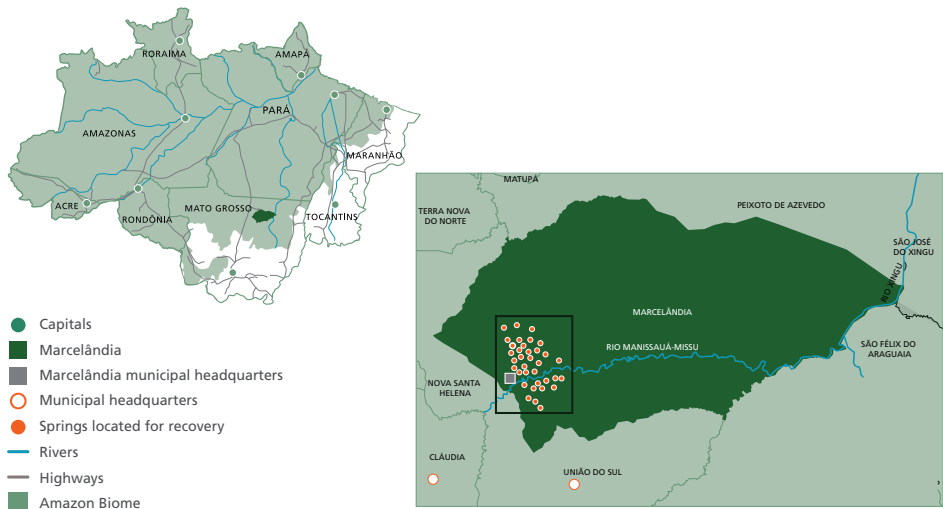 RORAÍMA
AMAPÁ
PARÁ
AMAZONAS
MARANHÃO
ACRE
RONDÔNIA
MATO GROSSO
TOCANTÍNS
Capitals
Marcelândia
Marcelândia municipal headquarters
Municipal headquarters
Springs located for recovery
Rivers
Highways
Amazon Biome
MATUPÁ
PEIXOTO DE AZEVEDO
TERRA NOVA
DO NORTE
SÃO JOSÉ
DO XINGU
RIO XINGU
MARCELÂNDIA
RIO MANISSAUÁ-MISSU
SÃO FÉLIX DO
ARAGUAIA
NOVA SANTA
HELENA
CLÁUDIA
UNIÃO DO SUL